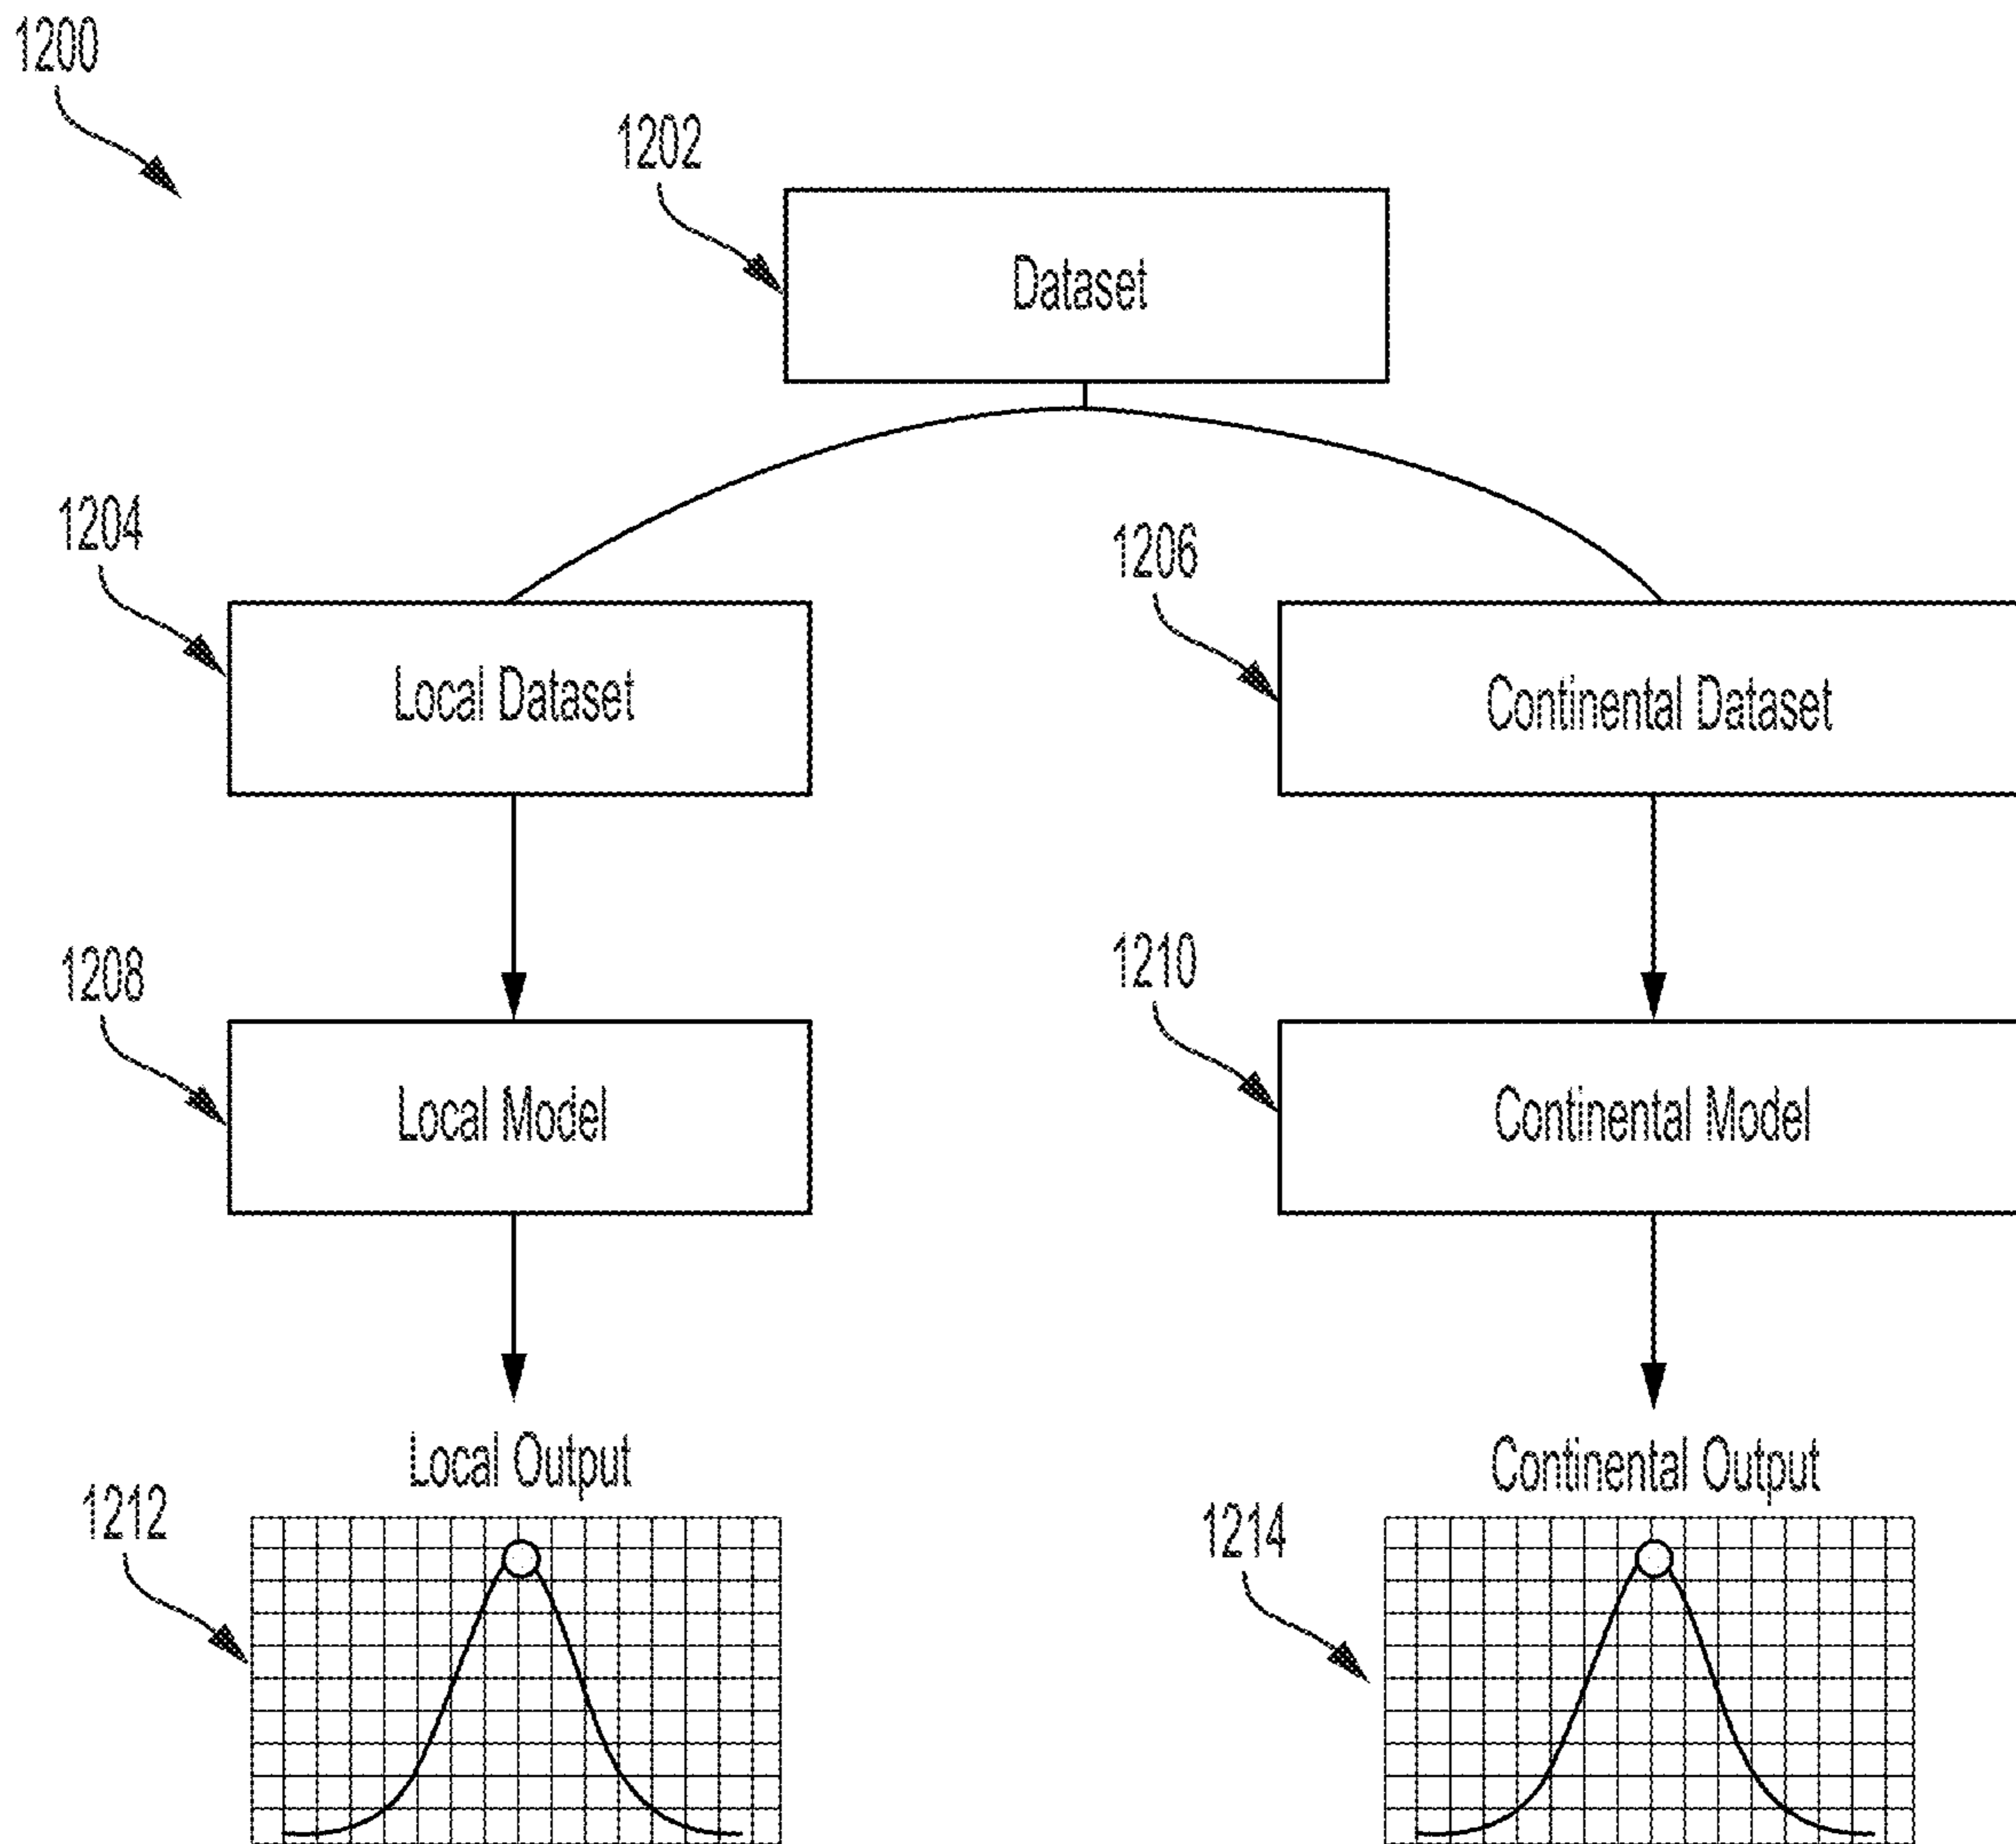 1200
1202
Dataset
1204
1206
Local Dataset
Continental Dataset
1208
1210
Local Model
Continental Model
Local Output
Continental Output
1212
1214